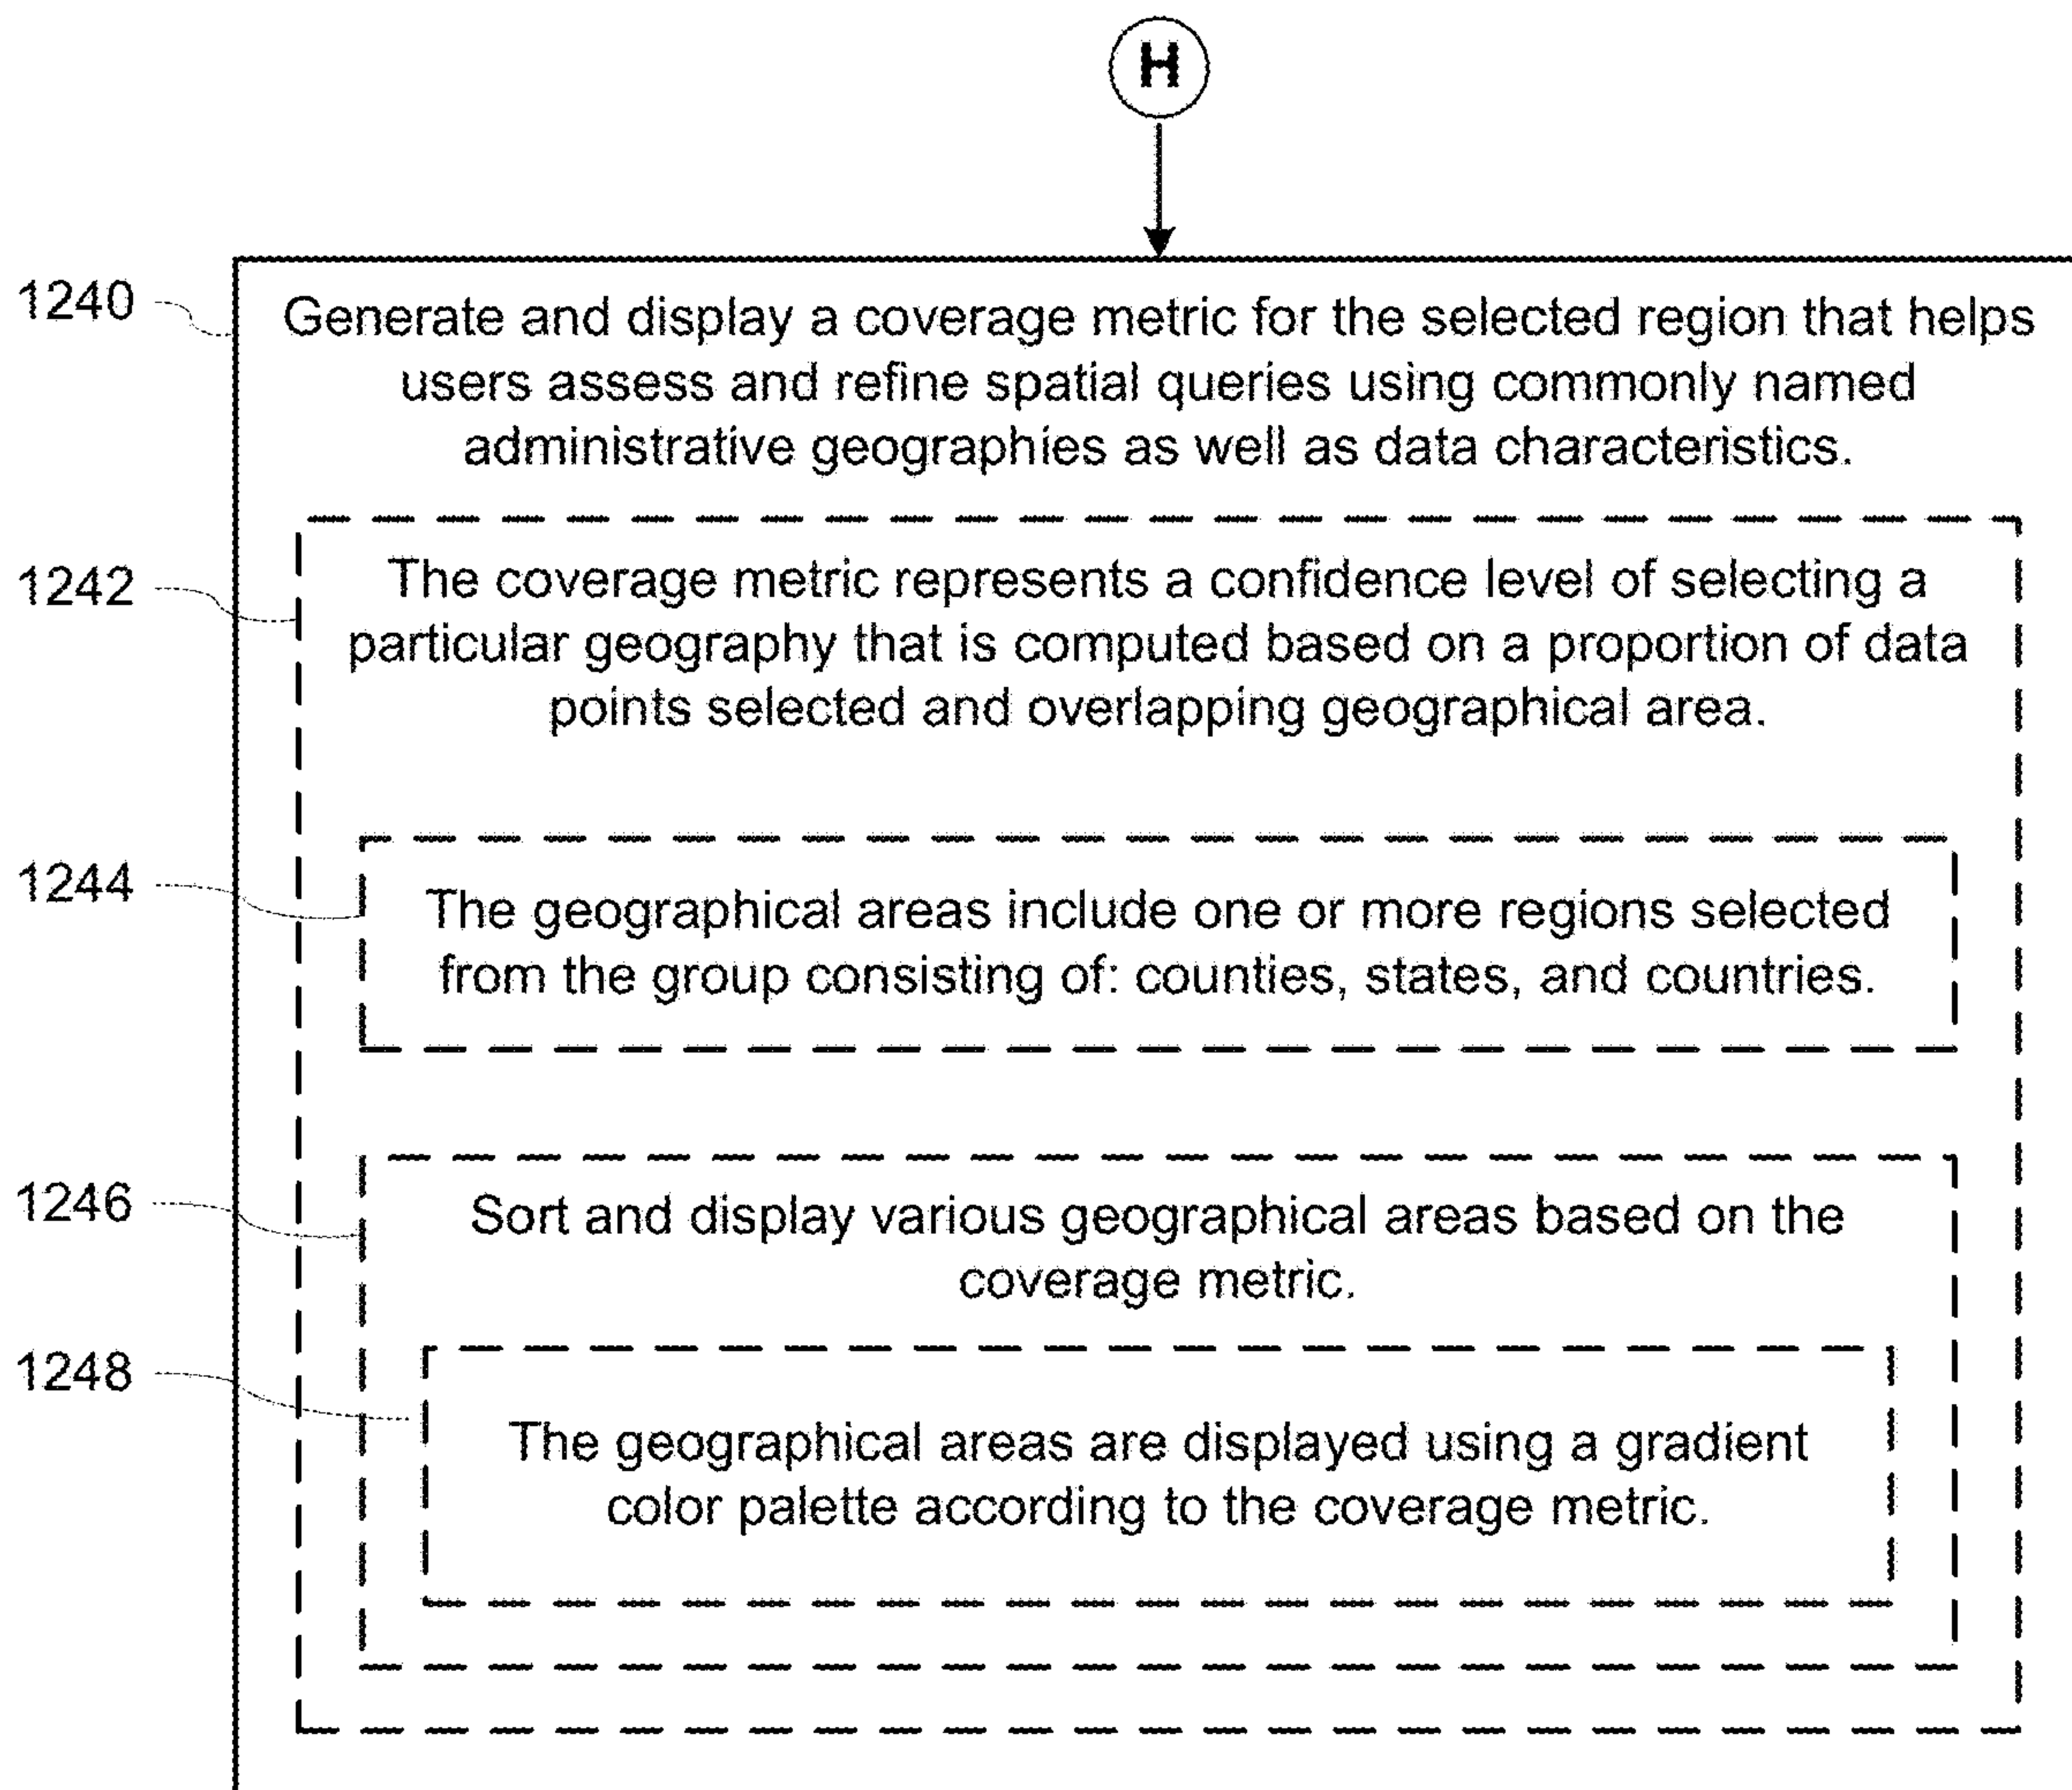 H
1240
Generate and display a coverage metric for the selected region that helps
users assess and refine spatial queries using commonly named
administrative geographies as well as data characteristics.
1242
The coverage metric represents a confidence level of selecting a
particular geography that is computed based on a proportion of data
points selected and overlapping geographical area.
1244
The geographical areas include one or more regions selected
from the group consisting of: counties, states, and countries.
1246
Sort and display various geographical areas based on the
coverage metric.
1248
The geographical areas are displayed using a gradient
color palette according to the coverage metric.